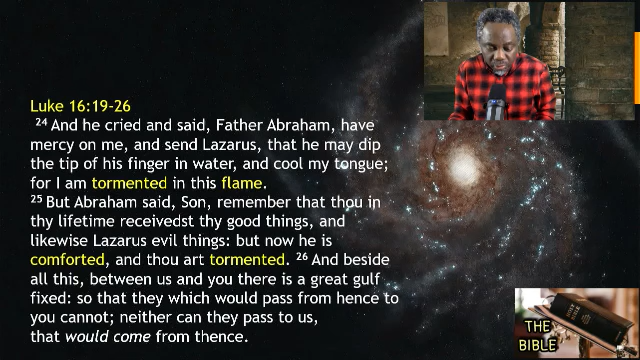 Luke 16:19-26
24 And he cried and said, Father Abraham, have
mercy on me, and send Lazarus, that he may dip
the tip of his finger in water, and cool my tongue;
for I am tormented in this flame.
25 But Abraham said, Son, remember that thou in
thy lifetime receivedst thy good things, and
likewise Lazarus evil things: but now he is
comforted, and thou art tormented. 26 And beside
all this, between us and you there is a great gulf
fixed: so that they which would pass from hence to
you cannot; neither can they pass to us,
that would come from thence.
THE
BIBLE
HOLY
BIBLE